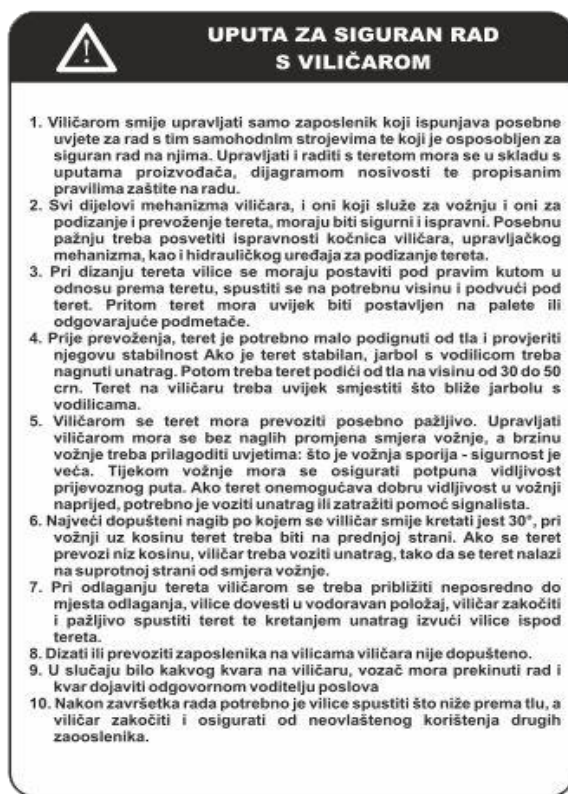 UPUTA ZA SIGURAN RAD
S VILIČAROM
1. Viličarom smije upravljati samo zaposlenik koji ispunjava posebne
uvjete za rad s tim samohodnIm strojevima te koji je osposobljen za
siguran rad na njima. Upravljati i raditi s teretom mora se u skladu s
uputama proizvođača, dijagramom nosivosti te propisanim
pravilima zaštite na radu.
2. Svi dijelovi mehanizma viličara, i oni koji služe za vožnju i oni za
podizanje i prevoženje tereta, moraju biti sigurni i ispravni. Posebnu
pažnju treba posvetiti ispravnosti kočnica viličara, upravljačkog
mehanizma, kao i hidrauličkog uređaja za podizanje tereta.
3. Pri dizanju tereta vilice se moraju postaviti pod pravim kutom u
odnosu prema teretu, spustiti se na potrebnu visinu i podvući pod
teret. Pritom teret mora uvijek biti postavljen na palete ili
odgovarajuće podmetače.
4. Prije prevoženja, teret je potrebno malo podignuti od tla i provjeriti
njegovu stabilnost Ako je teret stabilan, jarbol s vodilicom treba
nagnuti unatrag. Potom treba teret podići od tla na visinu od 30 do 50
crn. Teret na viličaru treba uvijek smjestiti što bliže jarbolu s
vodilicama.
5. Viličarom se teret mora prevoziti posebno pažljivo. Upravljati
viličarom mora se bez naglih promjena smjera vožnje, a brzinu
vožnje treba prilagoditi uvjetima: što je vožnja sporija - sigurnost je
veća. Tijekom vožnje mora se osigurati potpuna vidljivost
prijevoznog puta. Ako teret onemogućava dobru vidljivost u vožnji
naprijed, potrebno je voziti unatrag ili zatražiti pomoć signalista.
6. Najveći dopušteni nagib po kojem se villičar smije kretati jest 30°, pri
vožnji uz kosinu teret treba biti na prednjoj strani. Ako se teret
prevozi niz kosinu, viličar treba voziti unatrag, tako da se teret nalazi
na suprotnoj strani od smjera vožnje.
7. Pri odlaganju tereta viličarom se treba približiti neposredno do
mjesta odlaganja, vilice dovesti u vodoravan položaj, viličar zakočiti
i pažljivo spustiti teret te kretanjem unatrag izvući vilice ispod
tereta.
8. Dizati ili prevoziti zaposlenika na vilicama viličara nije dopušteno.
9. U slučaju bilo kakvog kvara na viličaru, vozač mora prekinuti rad i
kvar dojaviti odgovornom voditelju poslova
10. Nakon završetka rada potrebno je vilice spustiti što niže prema tlu, a
viličar zakočiti i osigurati od neovlaštenog korištenja drugih
zaooslenika.